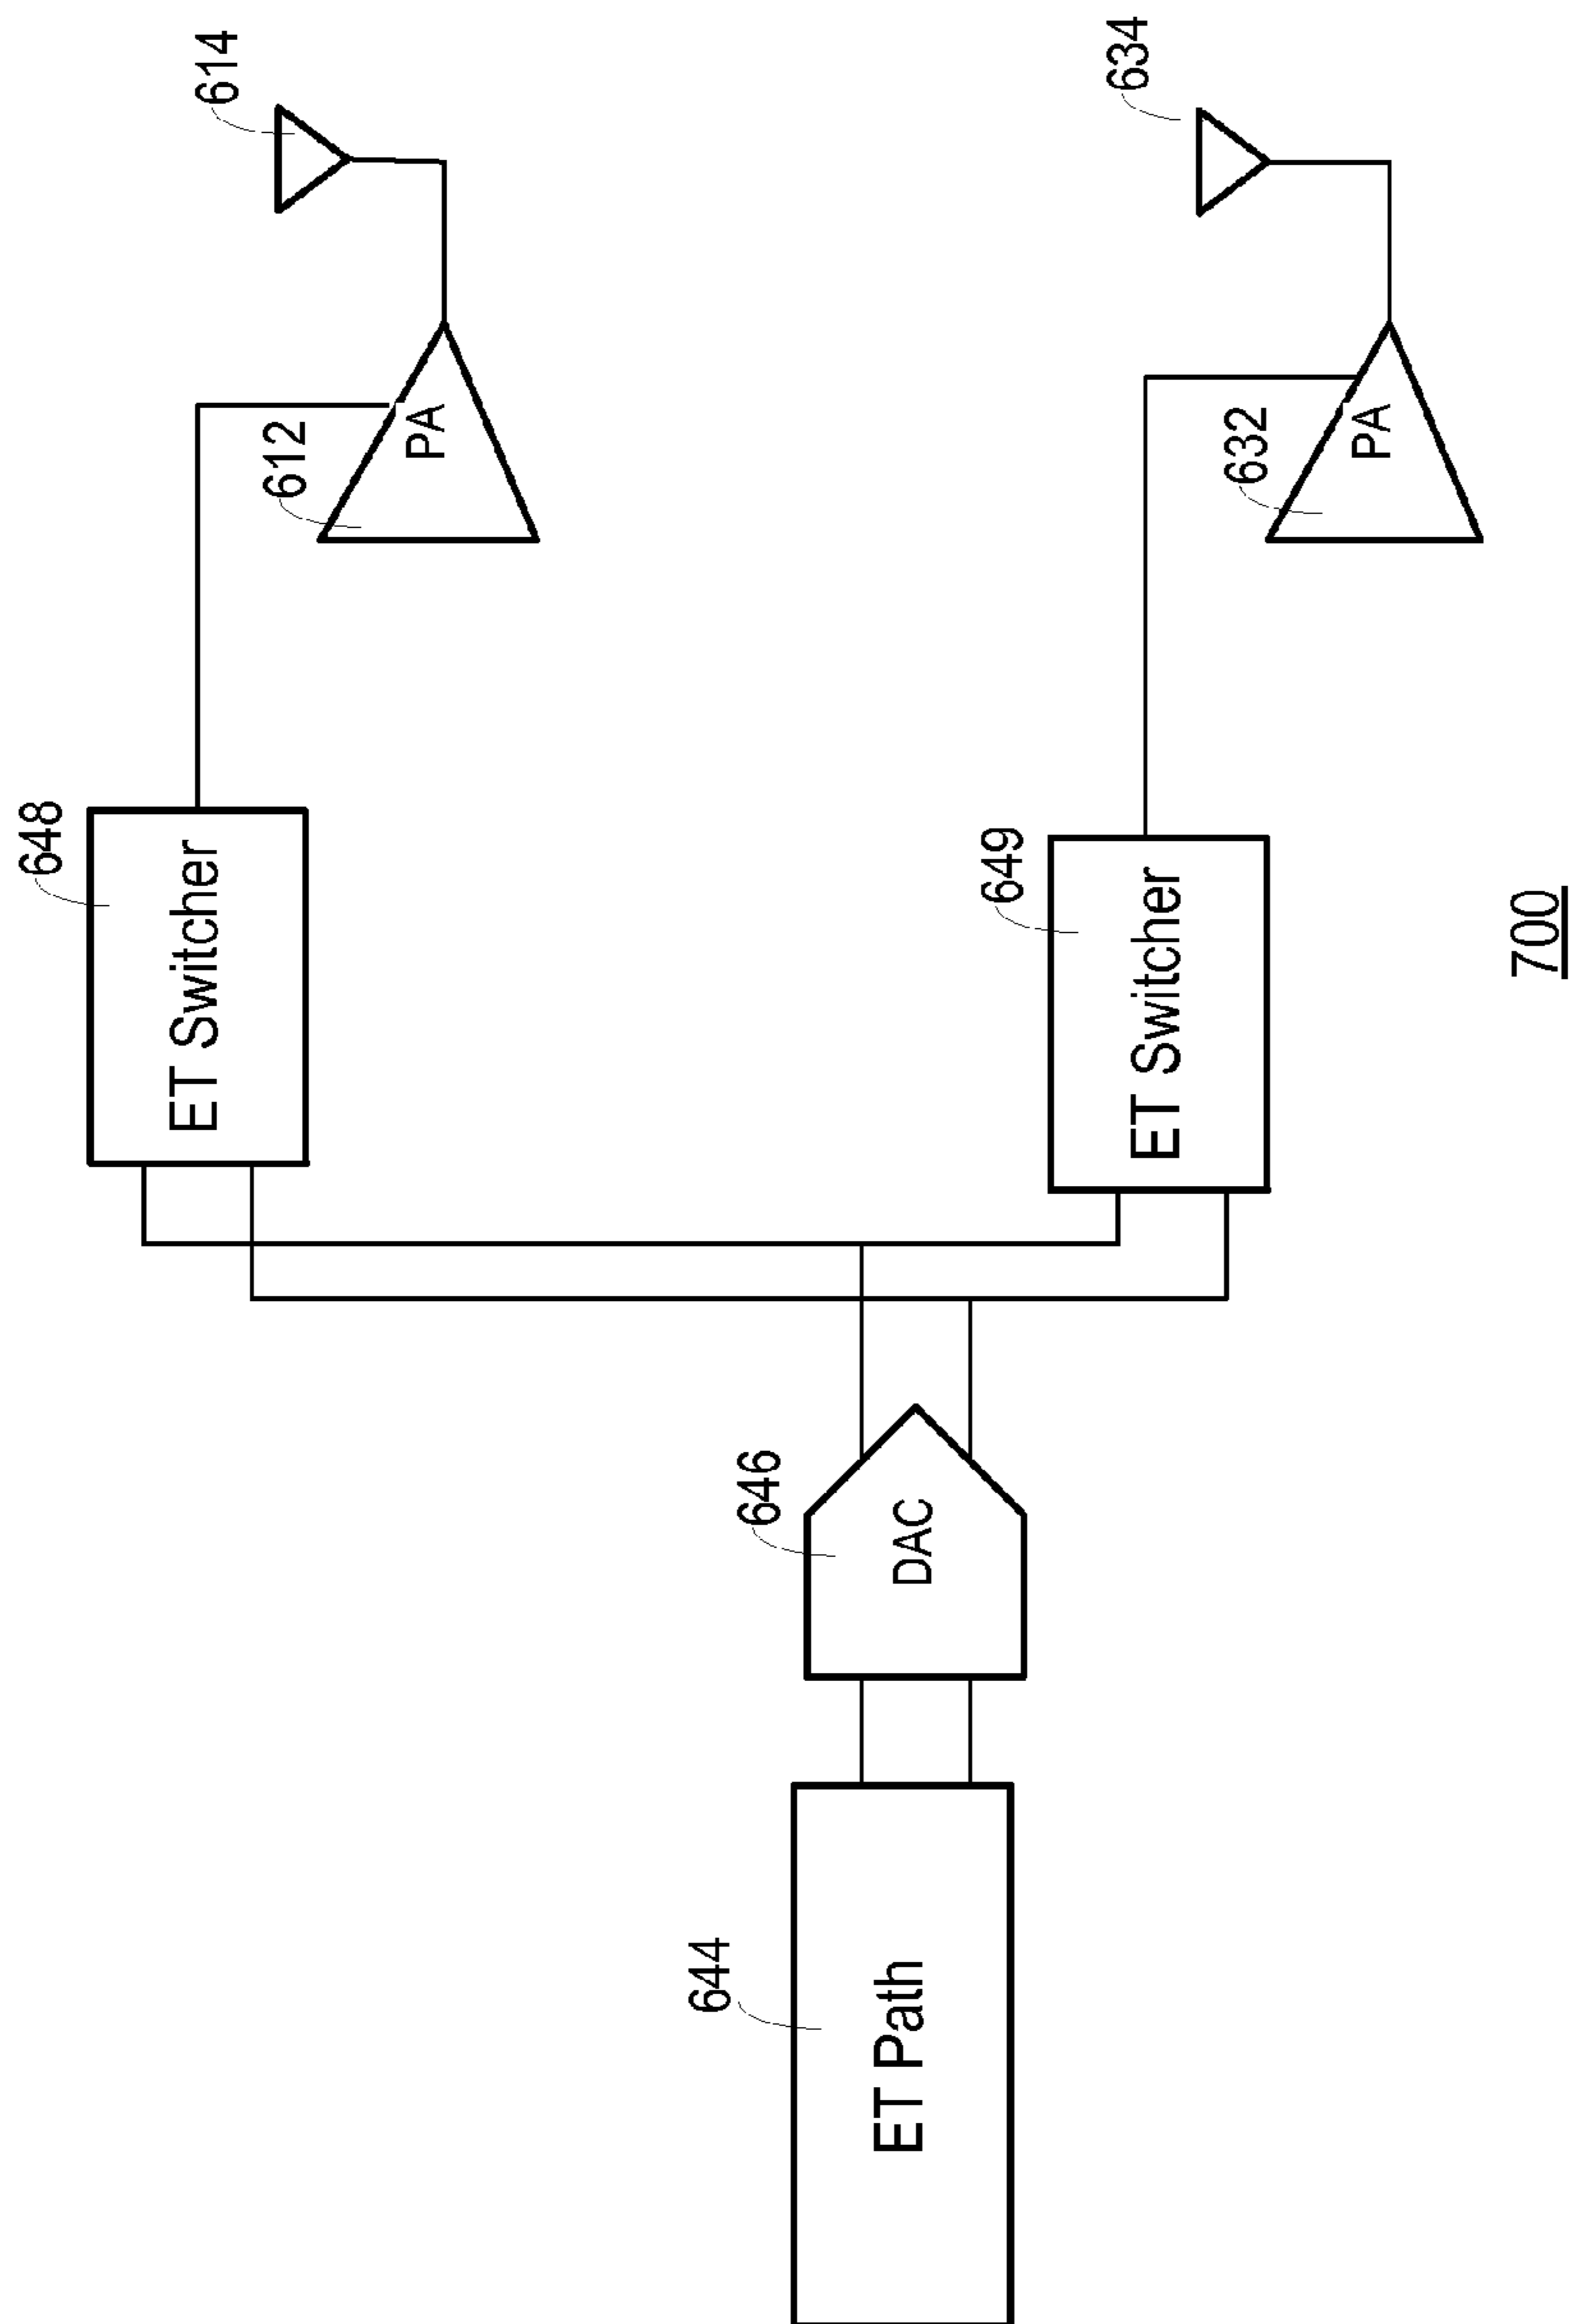 614
612
PA
648
ET Switcher
646
DAC
644
ET Path
634
632
PA
649
ET Switcher
700